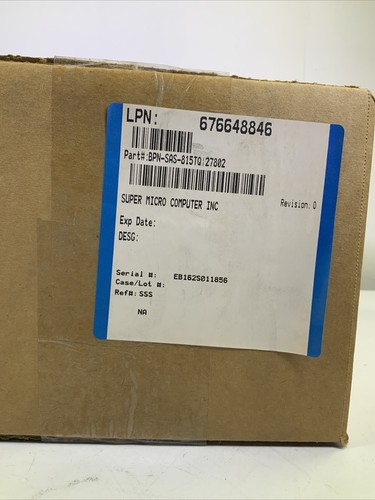 LPN: 676648846
Part#:BPN-SAS-815TQ:27802
SUPER MICRO COMPUTER INC Revision: D
Exp Date:
DESG:
Serial #: EB162S011856
Case/Lot #:
Ref#: SSS
NA